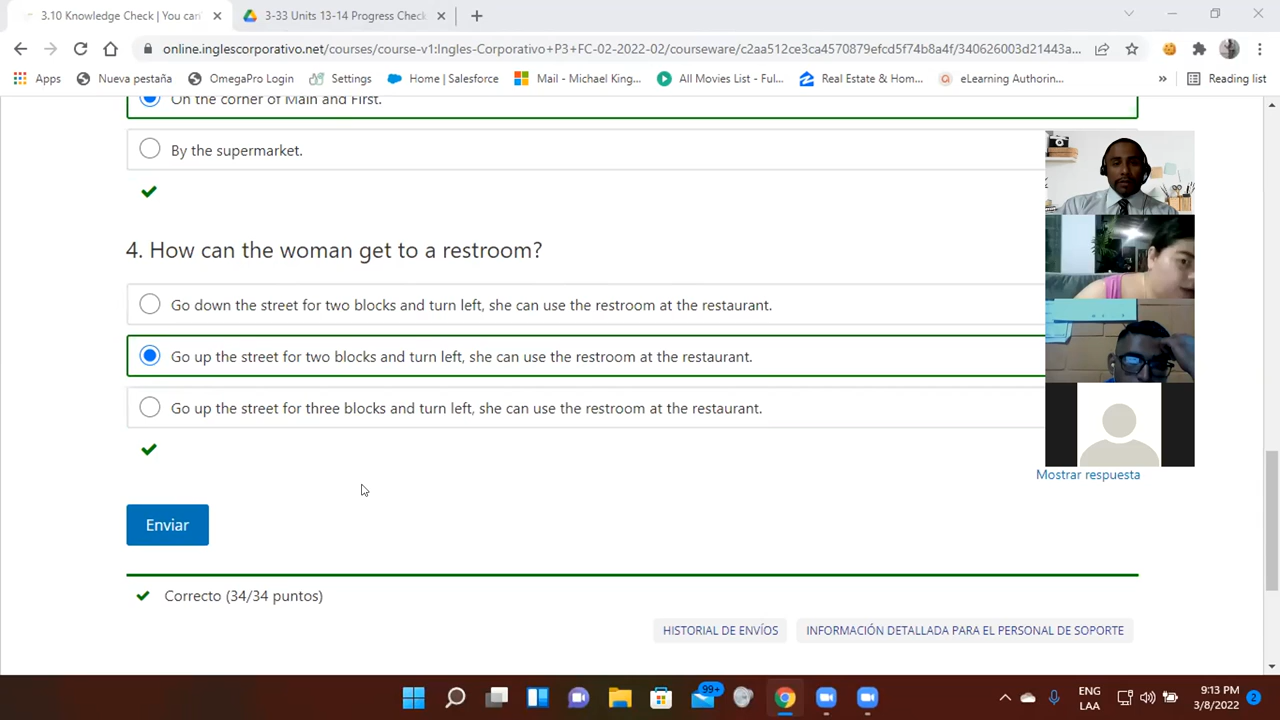 3.10 Knowledge Check | You can'
3-33 Units 13-14 Progress Check
online.inglescorporativo.net/courses/course-v1:Ingles-Corporativo+P3+FC-02-2022-02/courseware/c2aa512ce3ca4570879efcd5f74b8a4f/340626003d21443a...
Apps
Nueva pestaña
OmegaPro Login
Settings
Home | Salesforce
Mail - Michael King...
All Movies List - Ful...
Real Estate & Hom...
eLearning Authorin...
»
Reading list
On the corner of Main and First.
By the supermarket.
4. How can the woman get to a restroom?
Go down the street for two blocks and turn left, she can use the restroom at the restaurant.
Go up the street for two blocks and turn left, she can use the restroom at the restaurant.
Go up the street for three blocks and turn left, she can use the restroom at the restaurant.
Mostrar respuesta
Enviar
Correcto (34/34 puntos)
HISTORIAL DE ENVÍOS
INFORMACIÓN DETALLADA PARA EL PERSONAL DE SOPORTE
99+
ENG
LAA
9:13 PM
3/8/2022
2